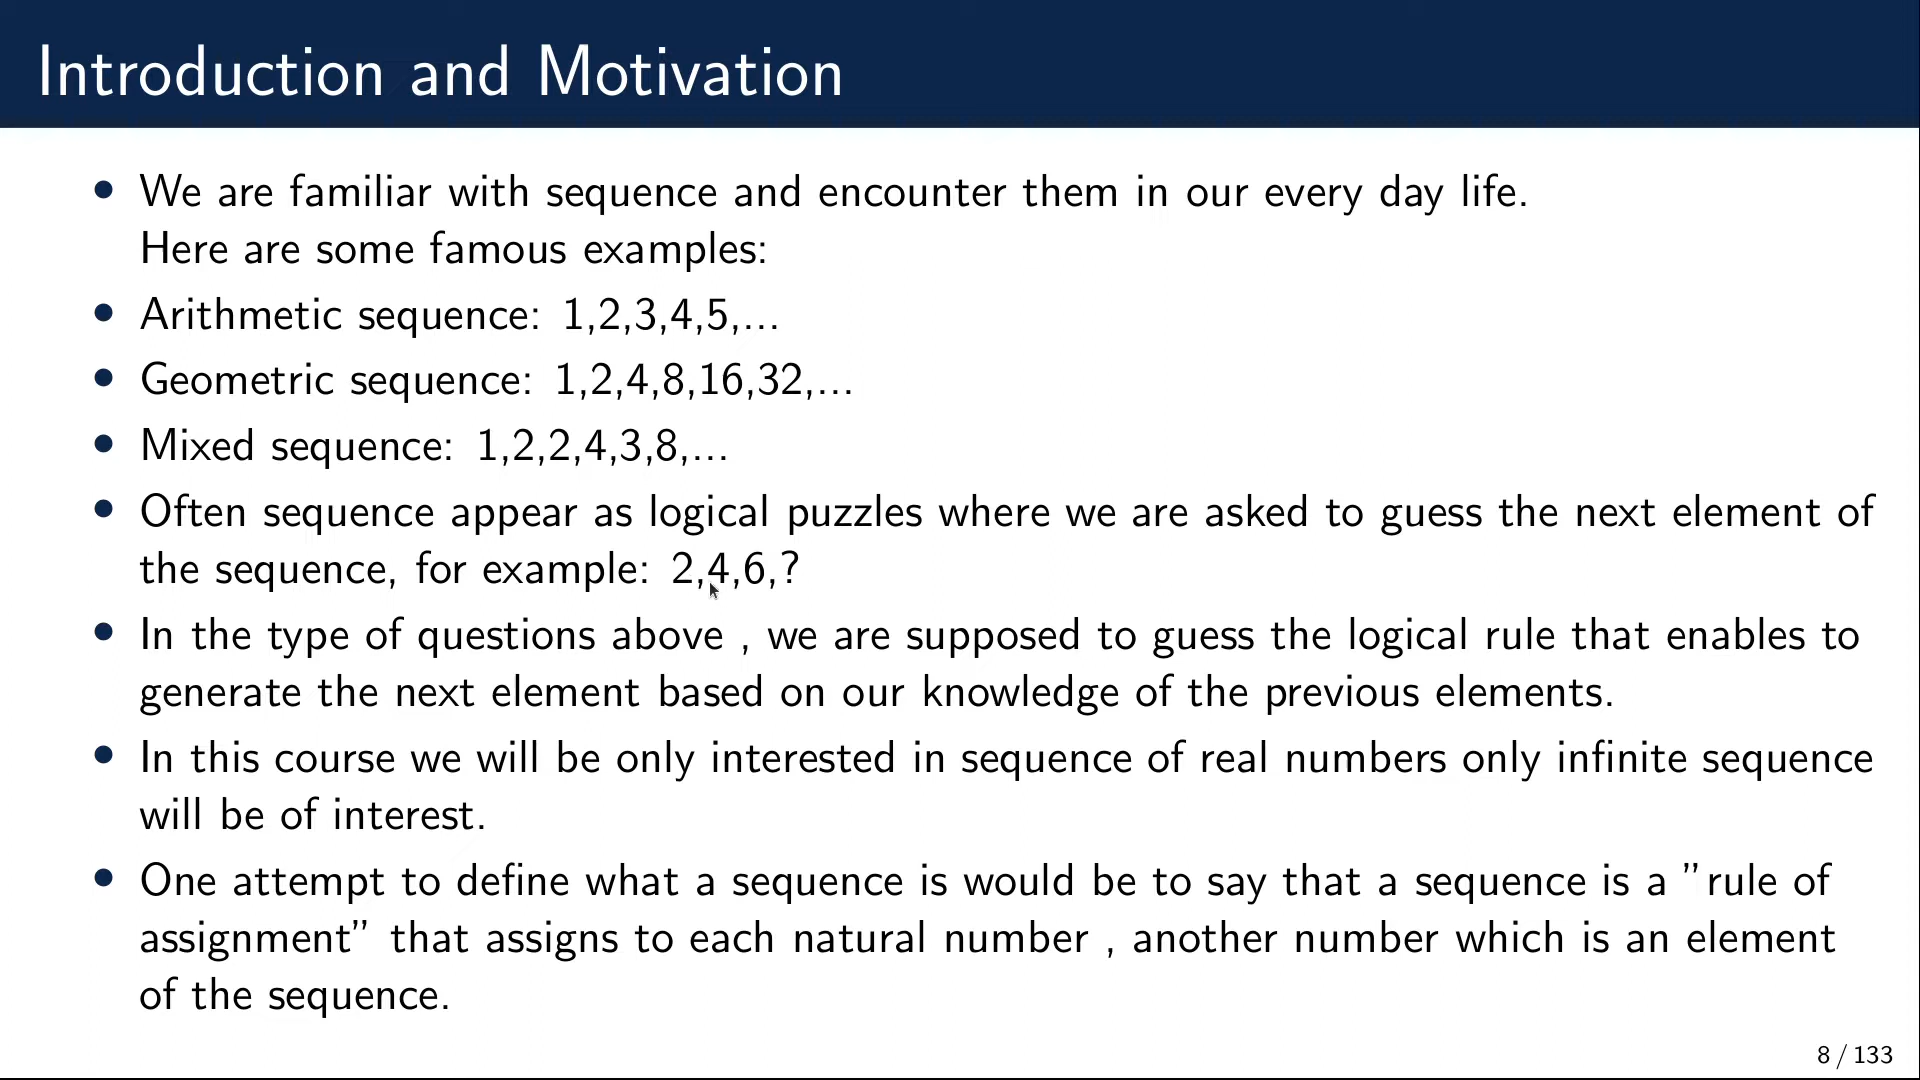 Introduction and Motivation
• We are familiar with sequence and encounter them in our every day life.
Here are some famous examples:
• Arithmetic sequence: 1,2,3,4,5,...
• Geometric sequence: 1,2,4,8,16,32,...
• Mixed sequence: 1,2,2,4,3,8,...
• Often sequence appear as logical puzzles where we are asked to guess the next element of
the sequence, for example: 2,4,6,?
• In the type of questions above , we are supposed to guess the logical rule that enables to
generate the next element based on our knowledge of the previous elements.
• In this course we will be only interested in sequence of real numbers only infinite sequence
will be of interest.
• One attempt to define what a sequence is would be to say that a sequence is a ”rule of
assignment” that assigns to each natural number , another number which is an element
of the sequence.
8 / 133